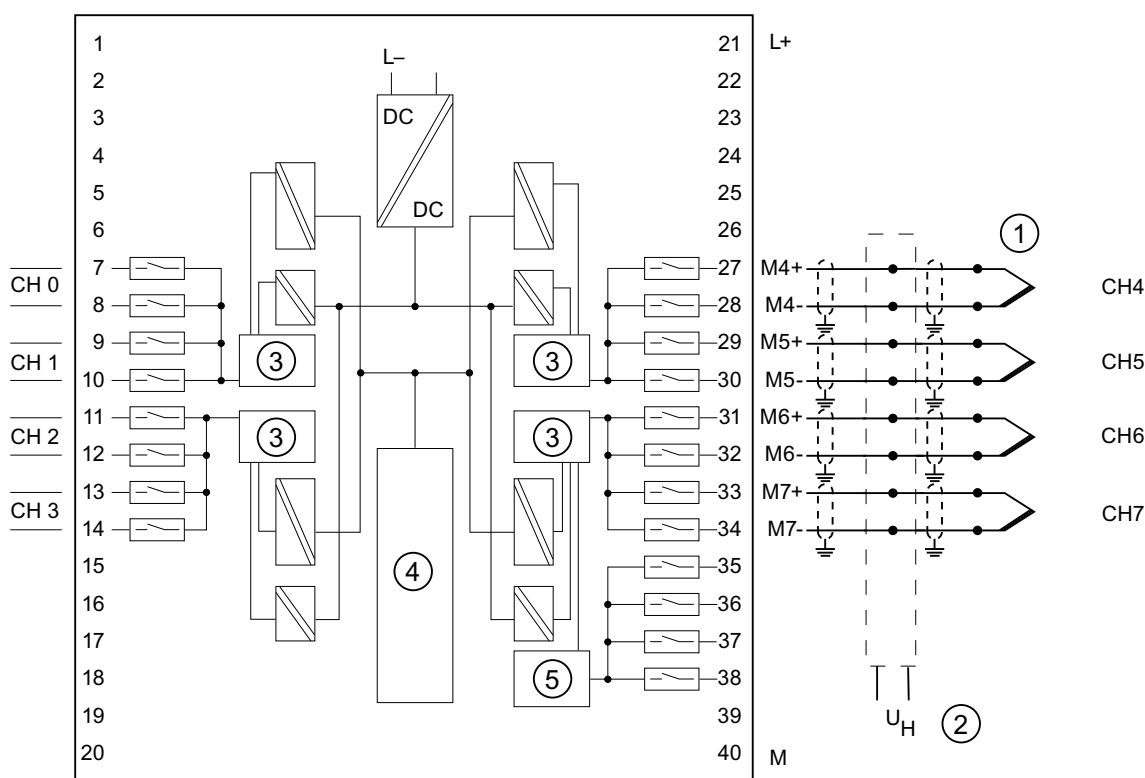 1 21 L+
2 L– 22
3 DC 23
4 24
5 25
6 DC 26
1
7 27 M4+
CH 0 CH4
8 28 M4-
9 29 M5+
CH 1 3 3 CH5
10 30 M5-
11 31 M6+
CH 2 3 3 CH6
12 32 M6-
13 33 M7+
CH 3 CH7
14 34 M7-
15 35
4
16 36
17 37
18 5 38
19 39 UH 2
20 40 M